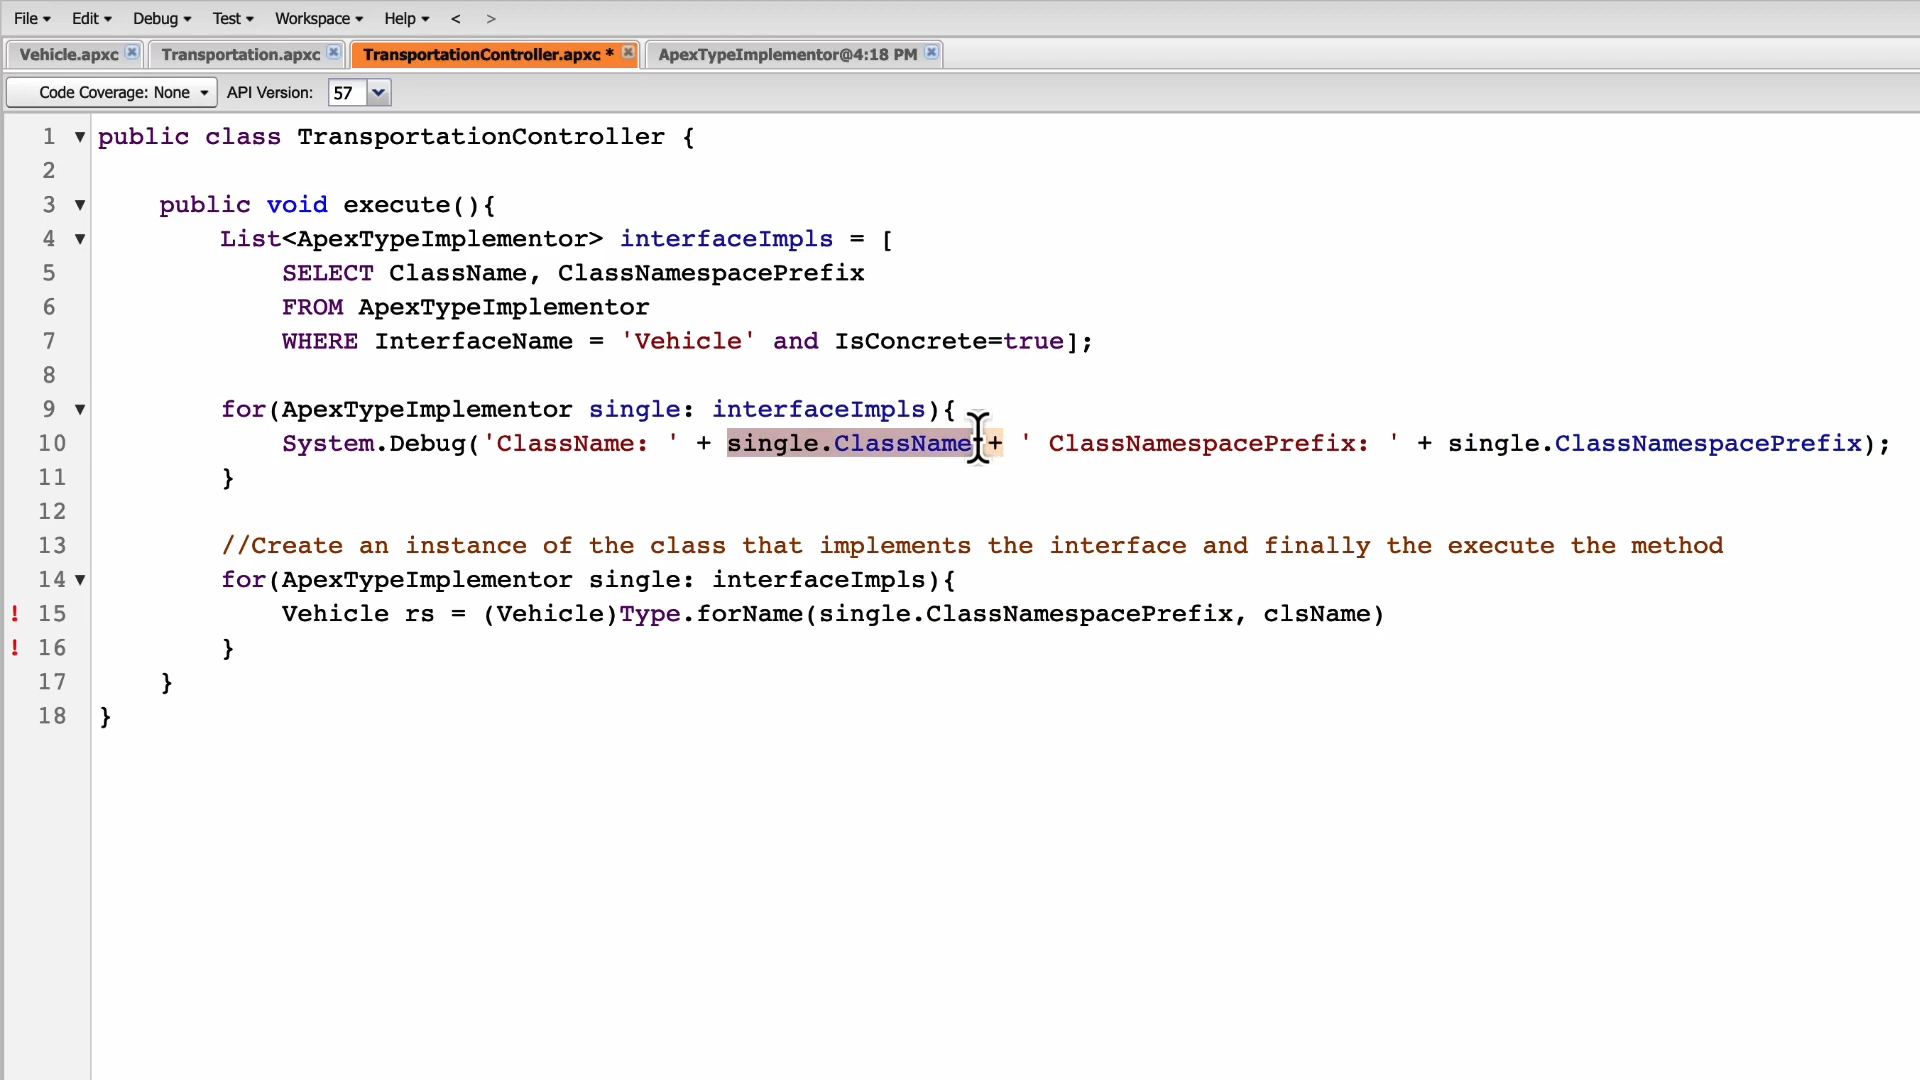 File Edit Debug Test Workspace Help < >
Vehicle.apxc Transportation.apxc TransportationController.apxc * ApexTypeImplementor@4:18 PM
Code Coverage: None API Version: 57
1 public class TransportationController {
2
3 public void execute(){
4 List<ApexTypeImplementor> interfaceImpls = [
5 SELECT ClassName, ClassNamespacePrefix
6 FROM ApexTypeImplementor
7 WHERE InterfaceName = 'Vehicle' and IsConcrete=true];
8
9 for(ApexTypeImplementor single: interfaceImpls){
10 System.Debug('ClassName: ' + single.ClassName + ' ClassNamespacePrefix: ' + single.ClassNamespacePrefix);
11 }
12
13 //Create an instance of the class that implements the interface and finally the execute the method
14 for(ApexTypeImplementor single: interfaceImpls){
! 15 Vehicle rs = (Vehicle)Type.forName(single.ClassNamespacePrefix, clsName)
! 16 }
17 }
18 }